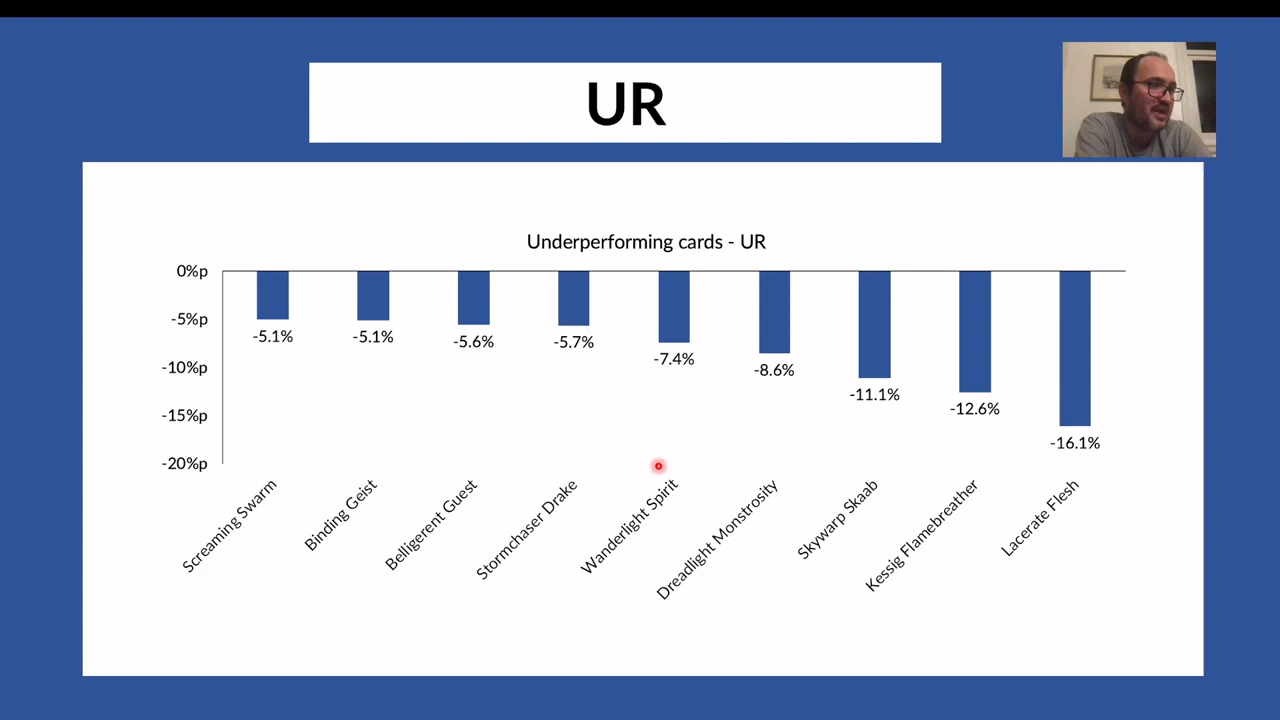 UR
Underperforming cards - UR
0%p
-5%p
-10%p
-15%p
-20%p
-5.1%
-5.1%
-5.6%
-5.7%
-7.4%
-8.6%
-11.1%
-12.6%
-16.1%
Screaming Swarm
Binding Geist
Belligerent Guest
Stormchaser Drake
Wanderlight Spirit
Dreadlight Monstrosity
Skywarp Skaab
Kessig Flamebreather
Lacerate Flesh